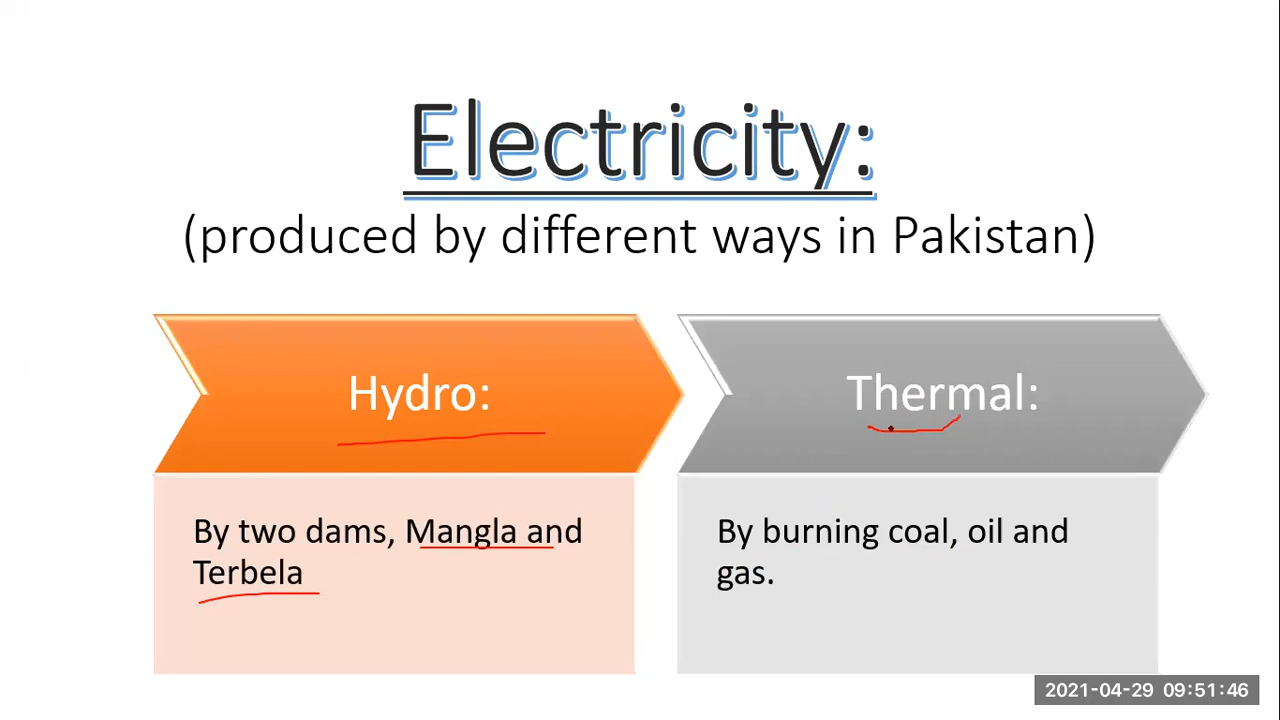 Electricity:
(produced by different ways in Pakistan)
Hydro:
By two dams, Mangla and
Terbela
Thermal:
By burning coal, oil and
gas.
2021-04-29 09:51:46